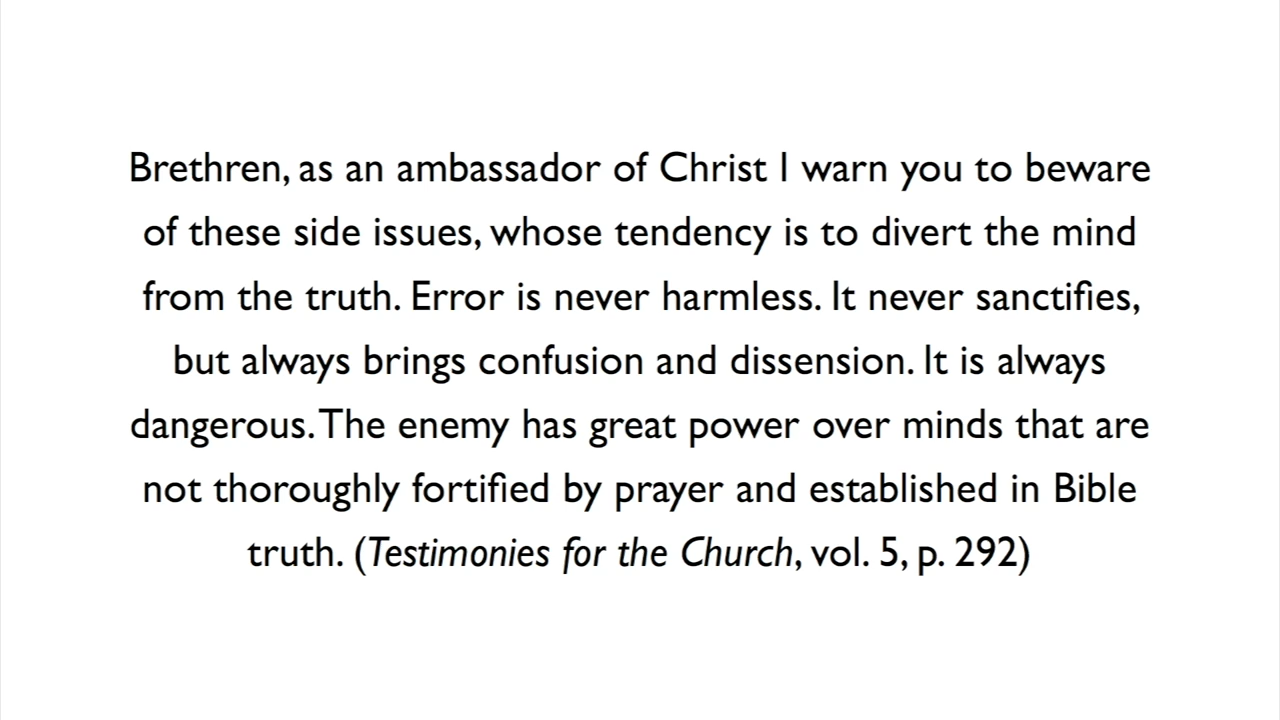 Brethren, as an ambassador of Christ I warn you to beware
of these side issues, whose tendency is to divert the mind
from the truth. Error is never harmless. It never sanctifies,
but always brings confusion and dissension. It is always
dangerous. The enemy has great power over minds that are
not thoroughly fortified by prayer and established in Bible
truth. (Testimonies for the Church, vol. 5, p. 292)